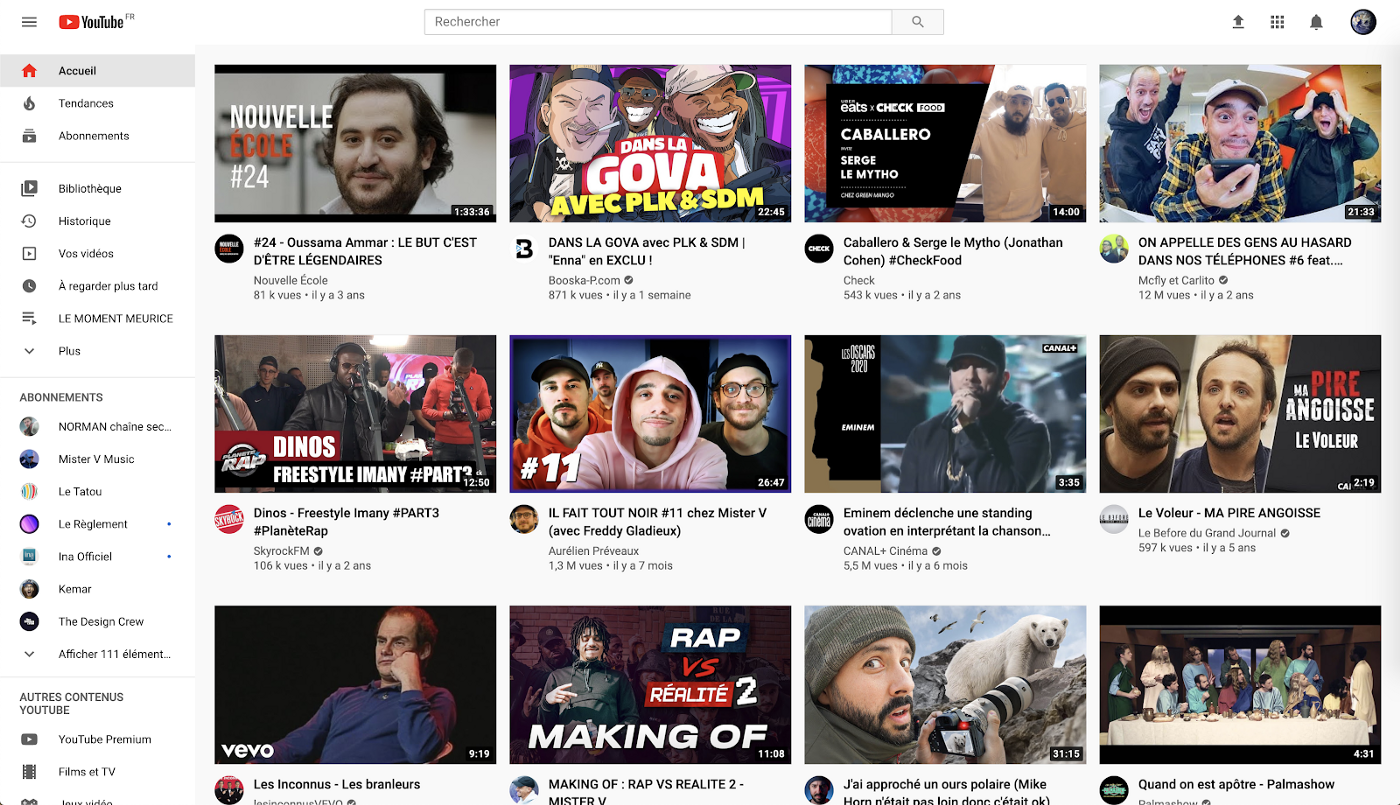 YouTube FR
Rechercher
Accueil
Tendances
Abonnements
Bibliothèque
Historique
Vos vidéos
À regarder plus tard
LE MOMENT MEURICE
Plus
ABONNEMENTS
NORMAN chaîne sec...
Mister V Music
Le Tatou
Le Règlement
Ina Officiel
Kemar
The Design Crew
Afficher 111 élément...
AUTRES CONTENUS
YOUTUBE
YouTube Premium
Films et TV
Jeux vidéo
NOUVELLE
ÉCOLE
#24
1:33:36
#24 - Oussama Ammar : LE BUT C'EST
D'ÊTRE LÉGENDAIRES
Nouvelle École
81 k vues • il y a 3 ans
DANS LA
GOVA
AVEC PLK & SDM
22:45
DANS LA GOVA avec PLK & SDM |
"Enna" en EXCLU !
Booska-P.com
871 k vues • il y a 1 semaine
UBER
eats x CHECK FOOD
CABALLERO
INVITE
SERGE
LE MYTHO
CHEZ GREEN MANGO
14:00
CHECK
Caballero & Serge le Mytho (Jonathan
Cohen) #CheckFood
Check
543 k vues • il y a 2 ans
21:33
ON APPELLE DES GENS AU HASARD
DANS NOS TÉLÉPHONES #6 feat....
Mcfly et Carlito
12 M vues • il y a 2 ans
PLANÈTE
RAP
DINOS
FREESTYLE IMANY #PART3
12:50
SKYROCK
Dinos - Freestyle Imany #PART3
#PlanèteRap
SkyrockFM
106 k vues • il y a 2 ans
#11
26:47
IL FAIT TOUT NOIR #11 chez Mister V
(avec Freddy Gladieux)
Aurélien Préveaux
1,3 M vues • il y a 7 mois
LES OSCARS
2020
CANAL+
EMINEM
3:35
CANAL+
cinéma
Eminem déclenche une standing
ovation en interprétant la chanson...
CANAL+ Cinéma
5,5 M vues • il y a 6 mois
MA PIRE
ANGOISSE
LE VOLEUR
2:19
Le Voleur - MA PIRE ANGOISSE
Le Before du Grand Journal
597 k vues • il y a 5 ans
vevo
9:19
Les Inconnus - Les branleurs
lesinconnusVEVO
RAP
VS
RÉALITÉ 2
MAKING OF
11:08
MAKING OF : RAP VS REALITE 2 -
MISTER V
31:15
J'ai approché un ours polaire (Mike
Horn n'était pas loin donc c'était ok)
4:31
Quand on est apôtre - Palmashow
Palmashow